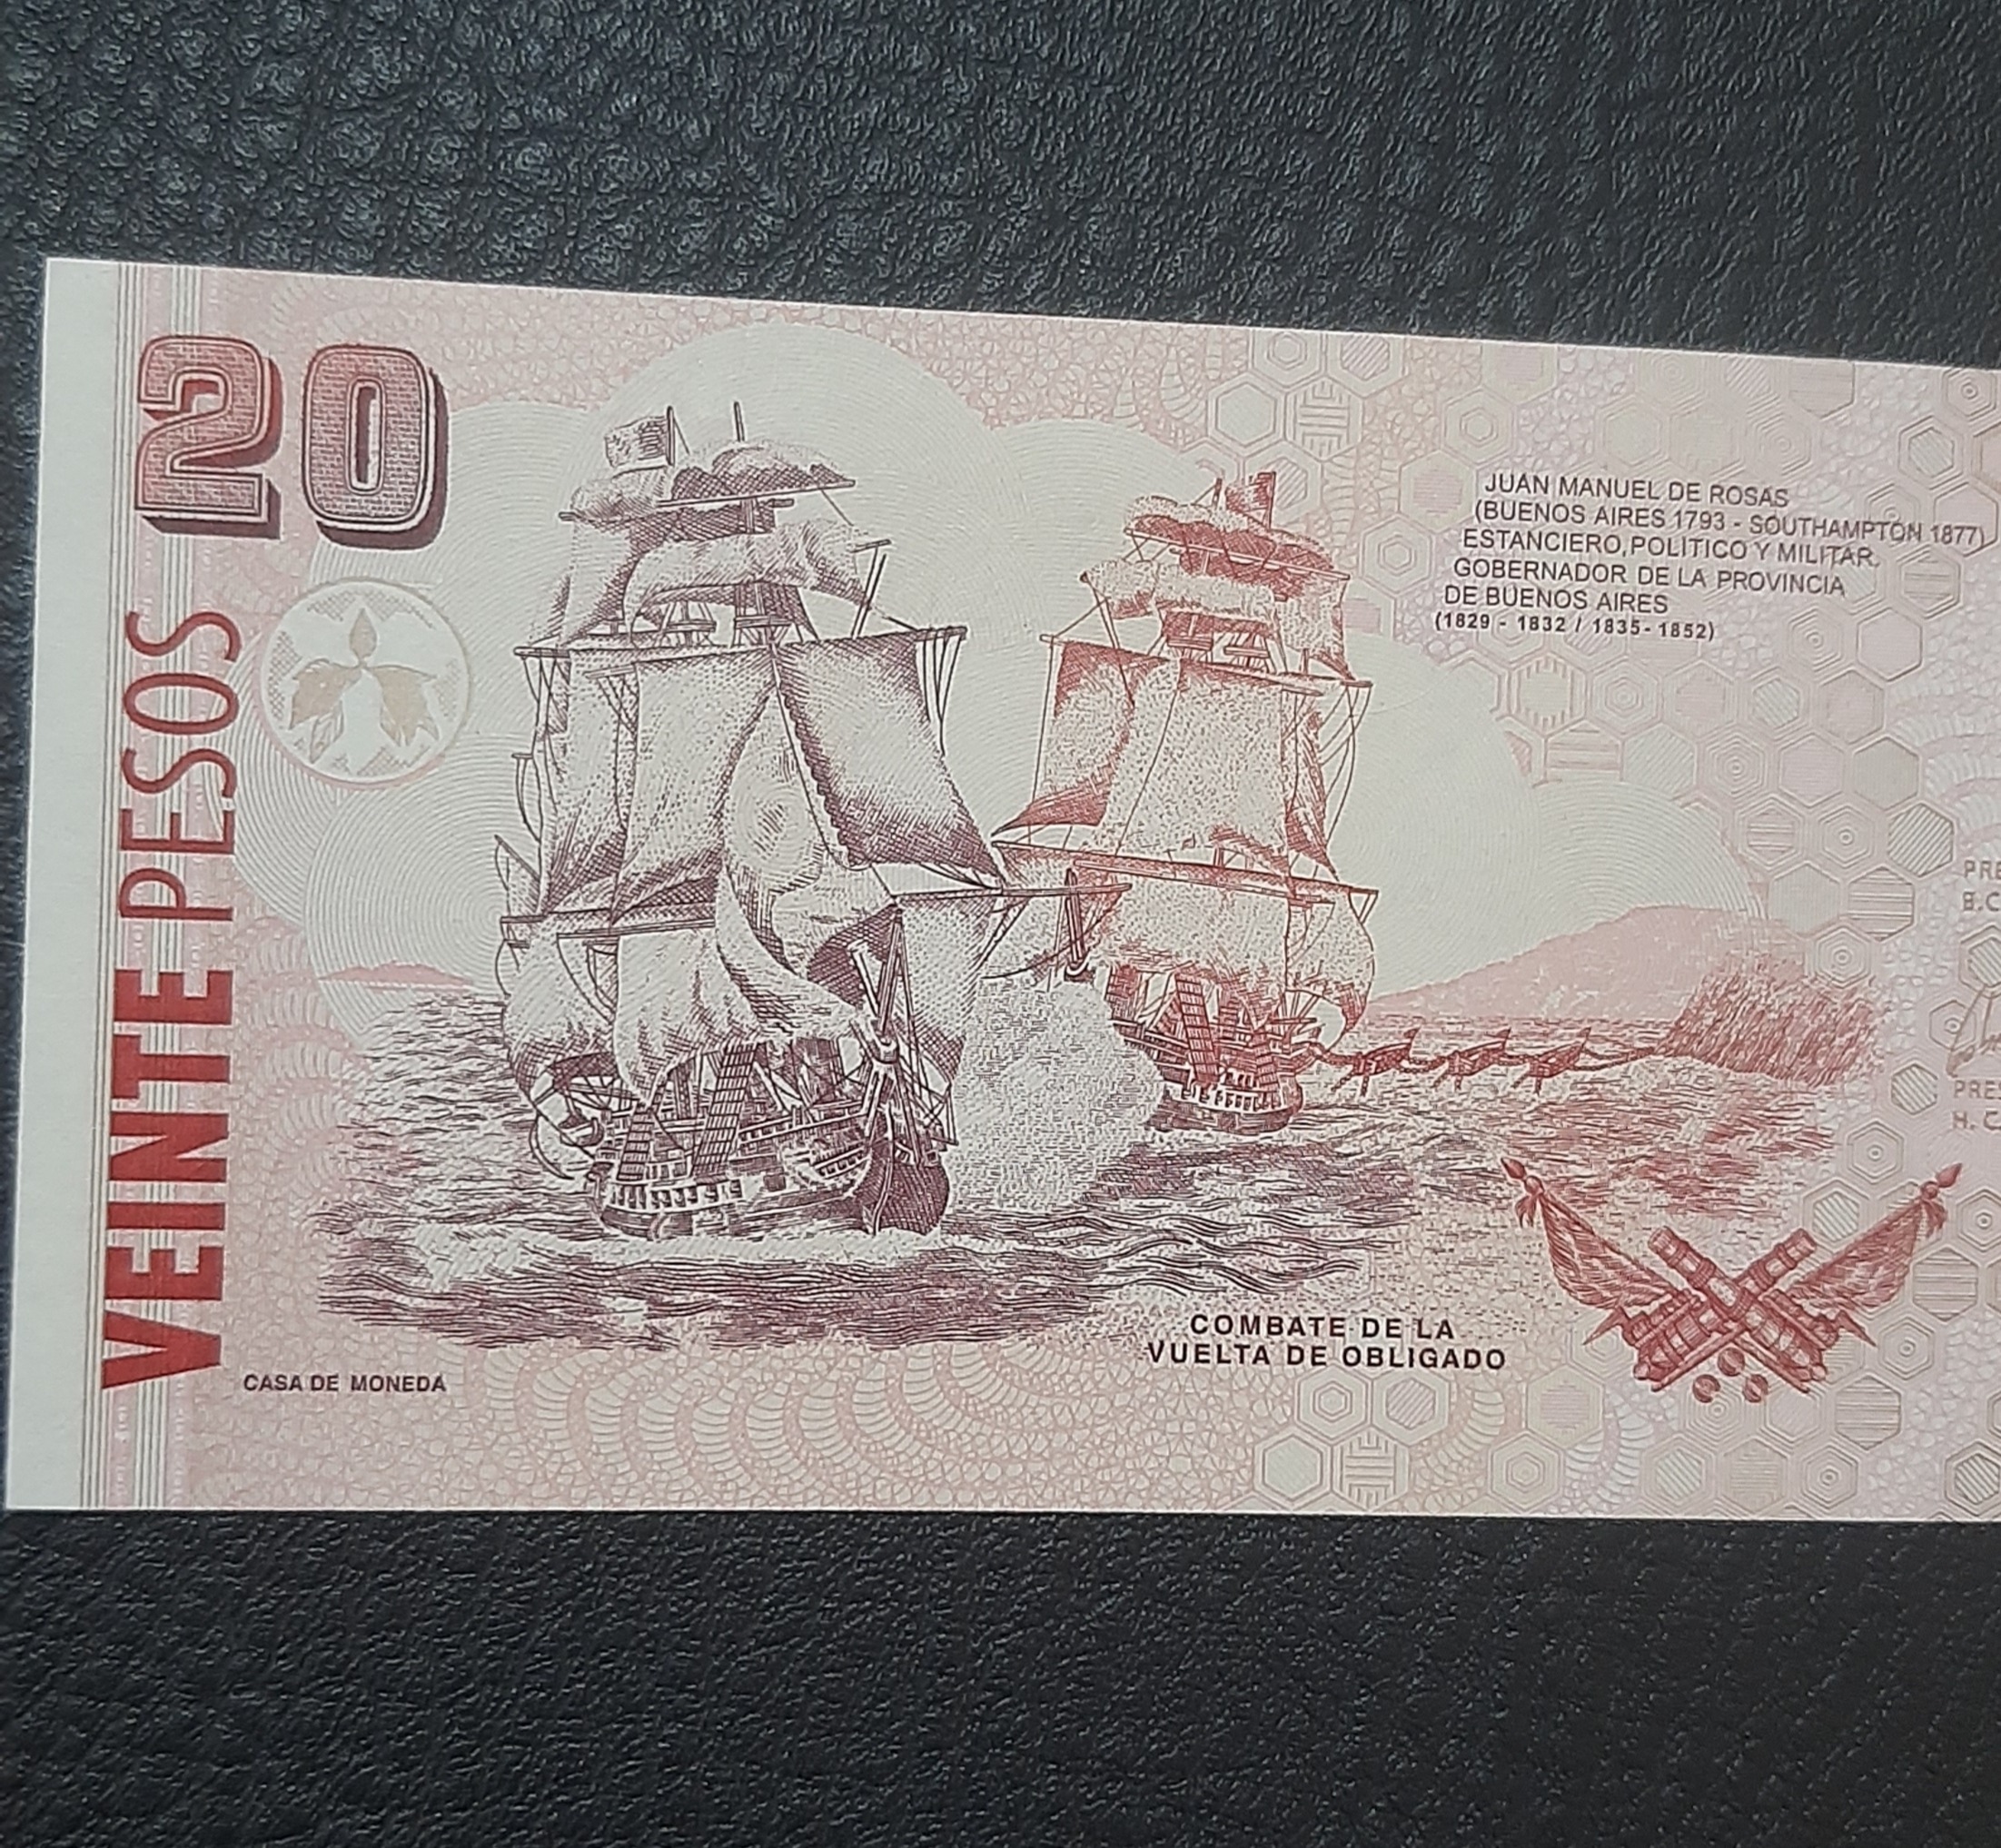 20
VEINTE PESOS
JUAN MANUEL DE ROSAS
(BUENOS AIRES 1793 - SOUTHAMPTON 1877)
ESTANCIERO, POLITICO Y MILITAR.
GOBERNADOR DE LA PROVINCIA
DE BUENOS AIRES
(1829 - 1832 / 1835 - 1852)
COMBATE DE LA
VUELTA DE OBLIGADO
CASA DE MONEDA